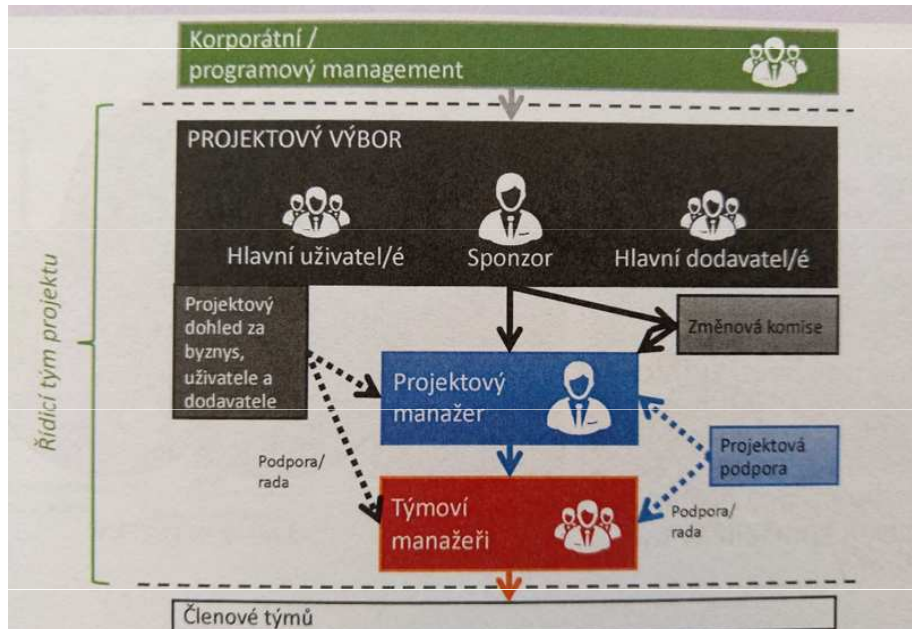 Korporátní /
programový management
PROJEKTOVÝ VÝBOR
Hlavní uživatel/é
Sponzor
Hlavní dodavatel/é
Projektový
dohled za
byznys,
uživatele a
dodavatele
Změnová komise
Projektový
manažer
Řídicí tým projektu
Podpora/
rada
Projektová
podpora
Týmoví
manažeři
Podpora/
rada
Členové týmů